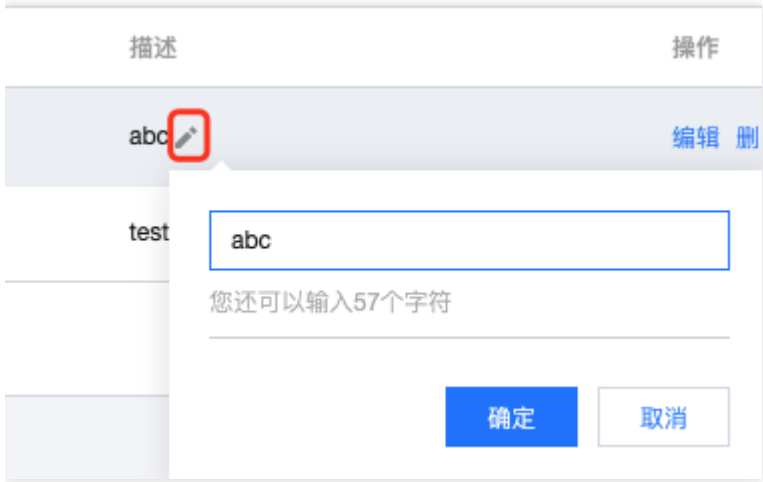 描述 操作
abc 编辑 删
test
abc
您还可以输入57个字符
确定 取消